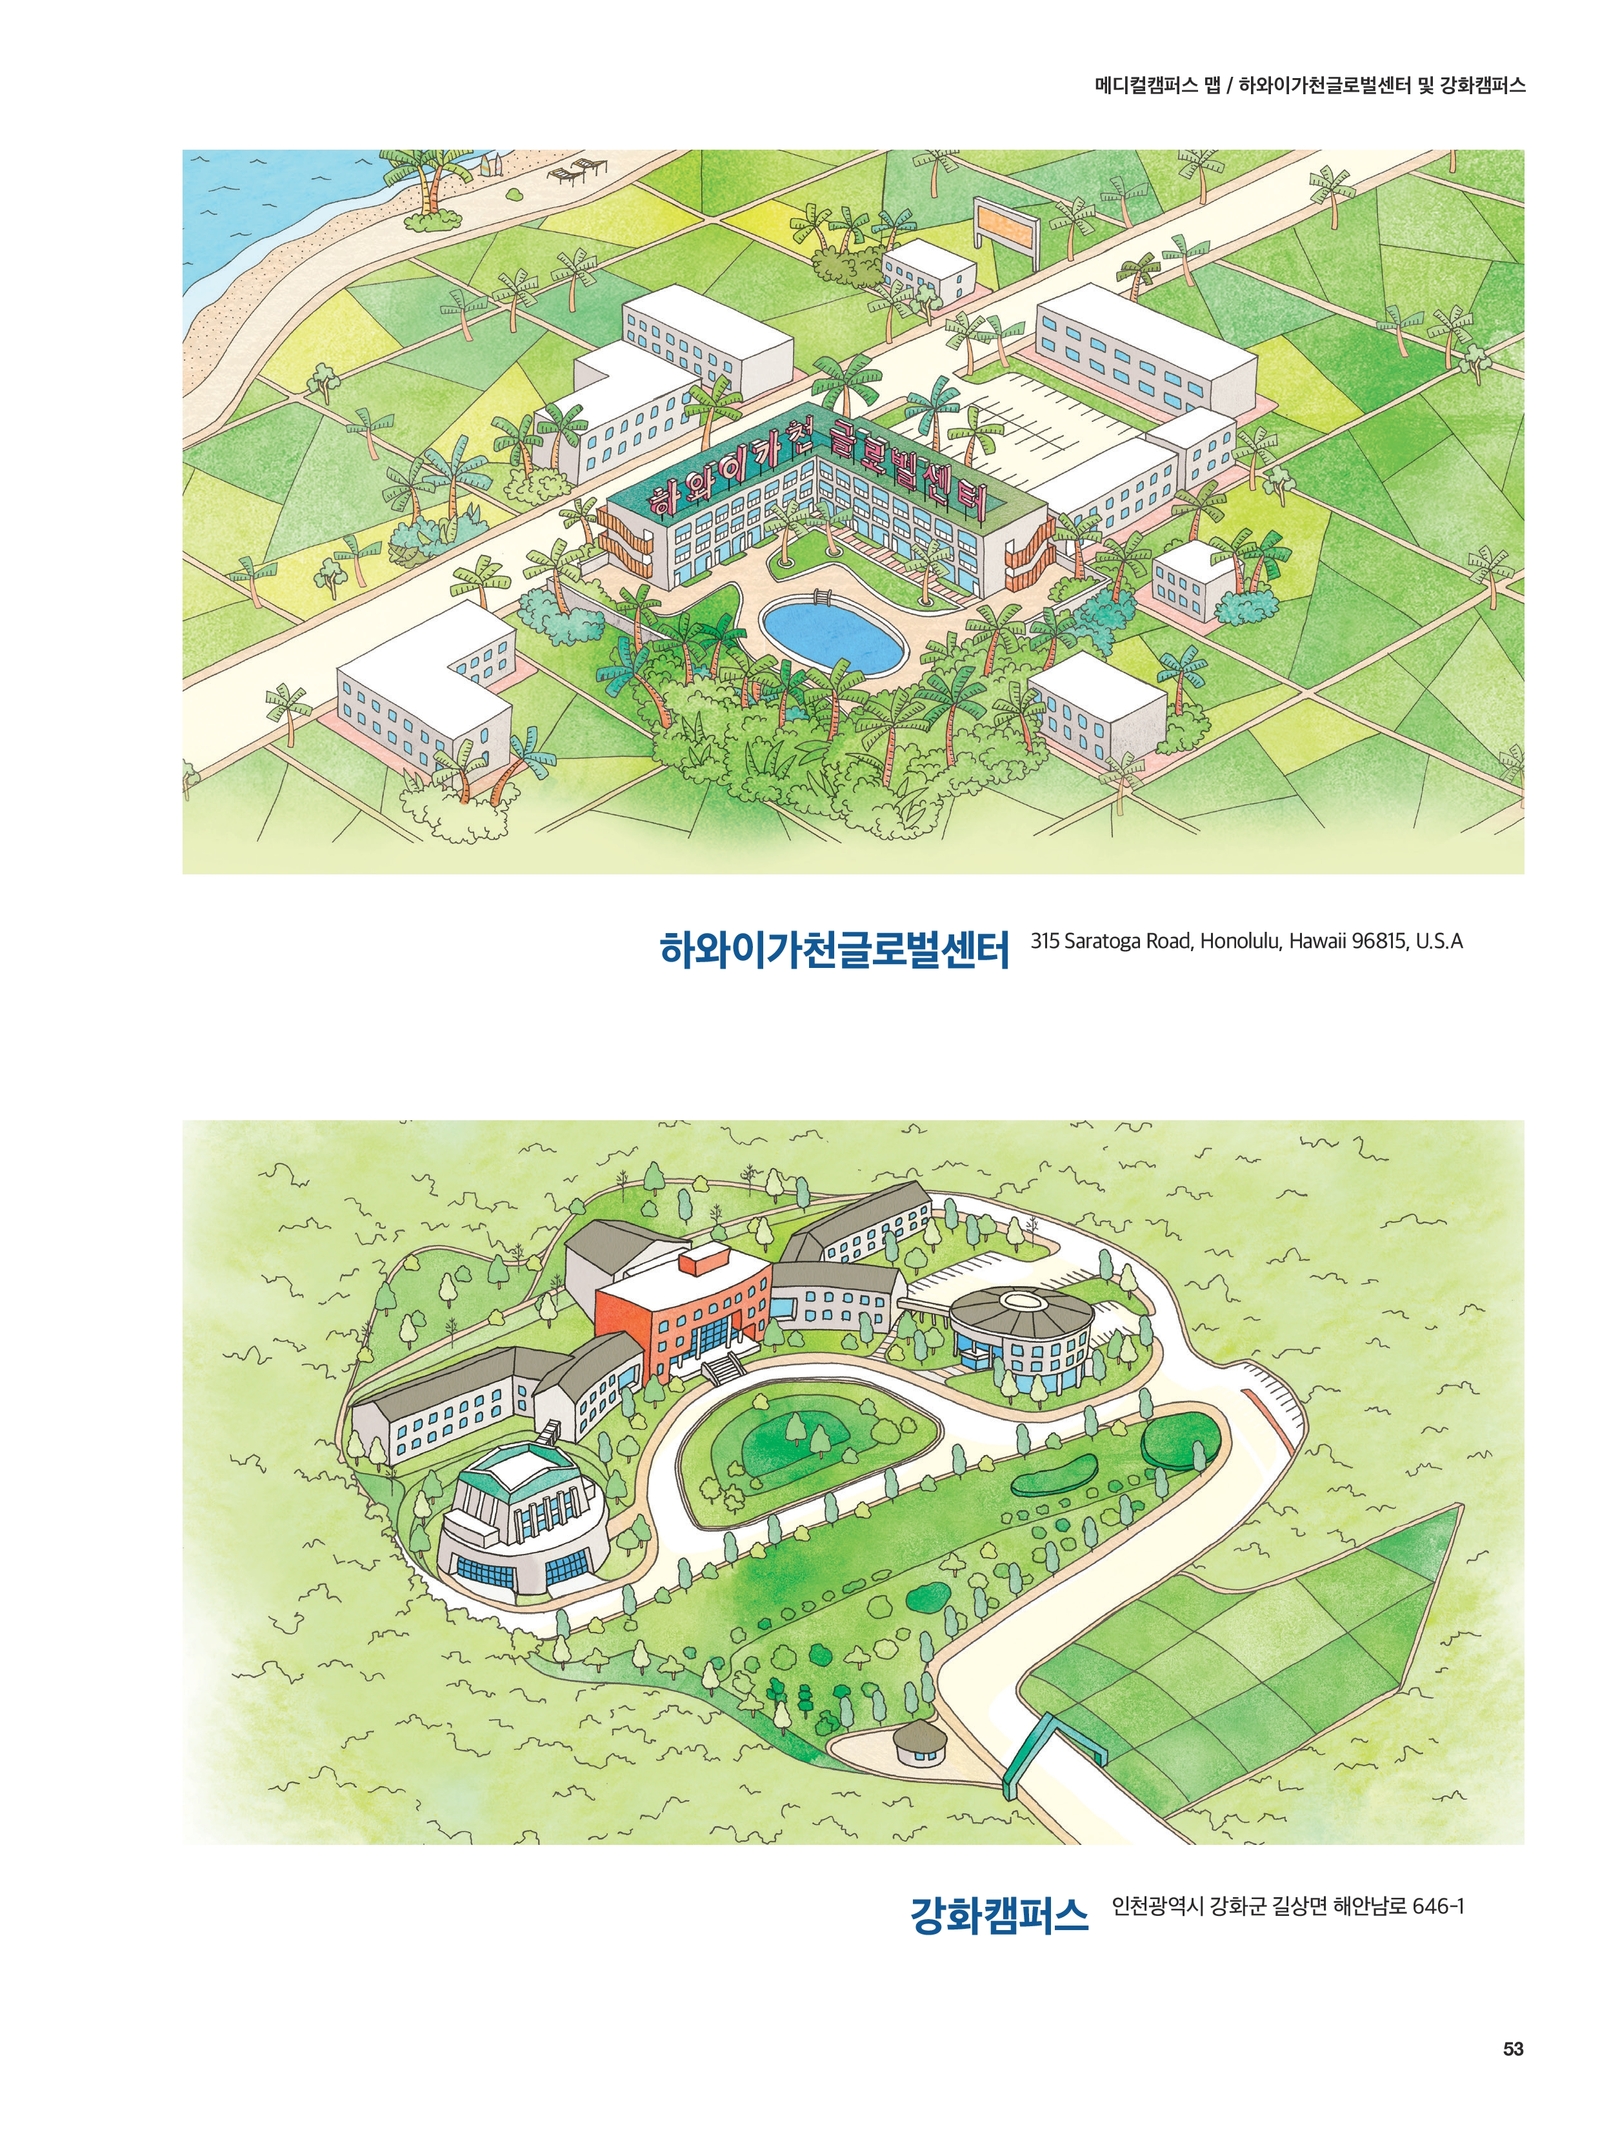 메디컬캠퍼스 맵 / 하와이가천글로벌센터 및 강화캠퍼스
하와이가천 글로벌센터
하와이가천글로벌센터 315 Saratoga Road, Honolulu, Hawaii 96815, U.S.A
강화캠퍼스 인천광역시 강화군 길상면 해안남로 646-1
53